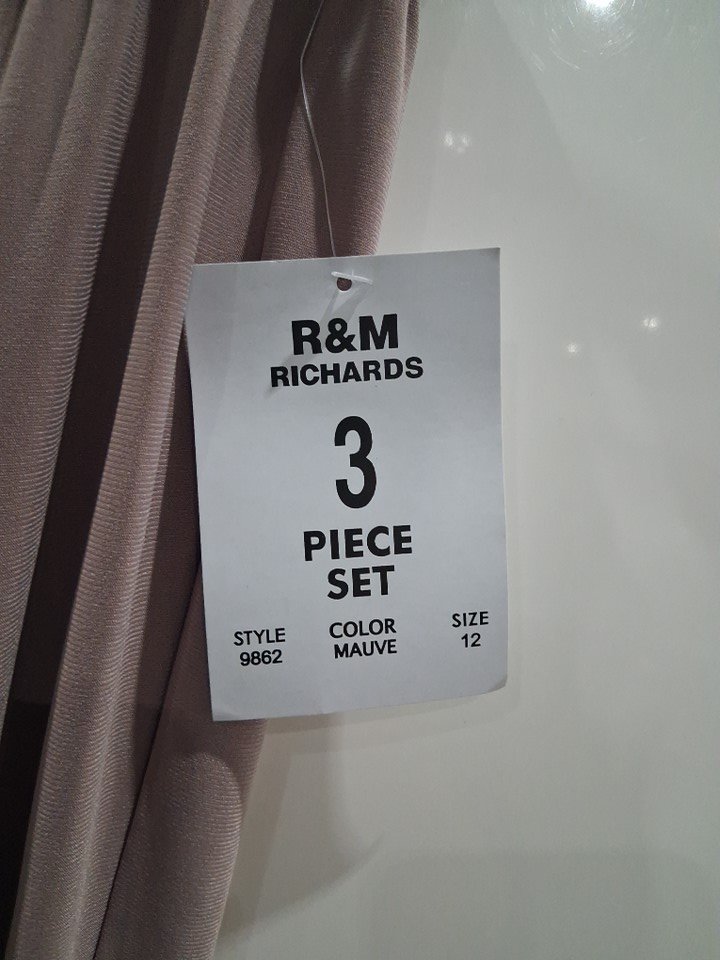 R&M
RICHARDS
3
PIECE
SET
STYLE COLOR SIZE
9862 MAUVE 12